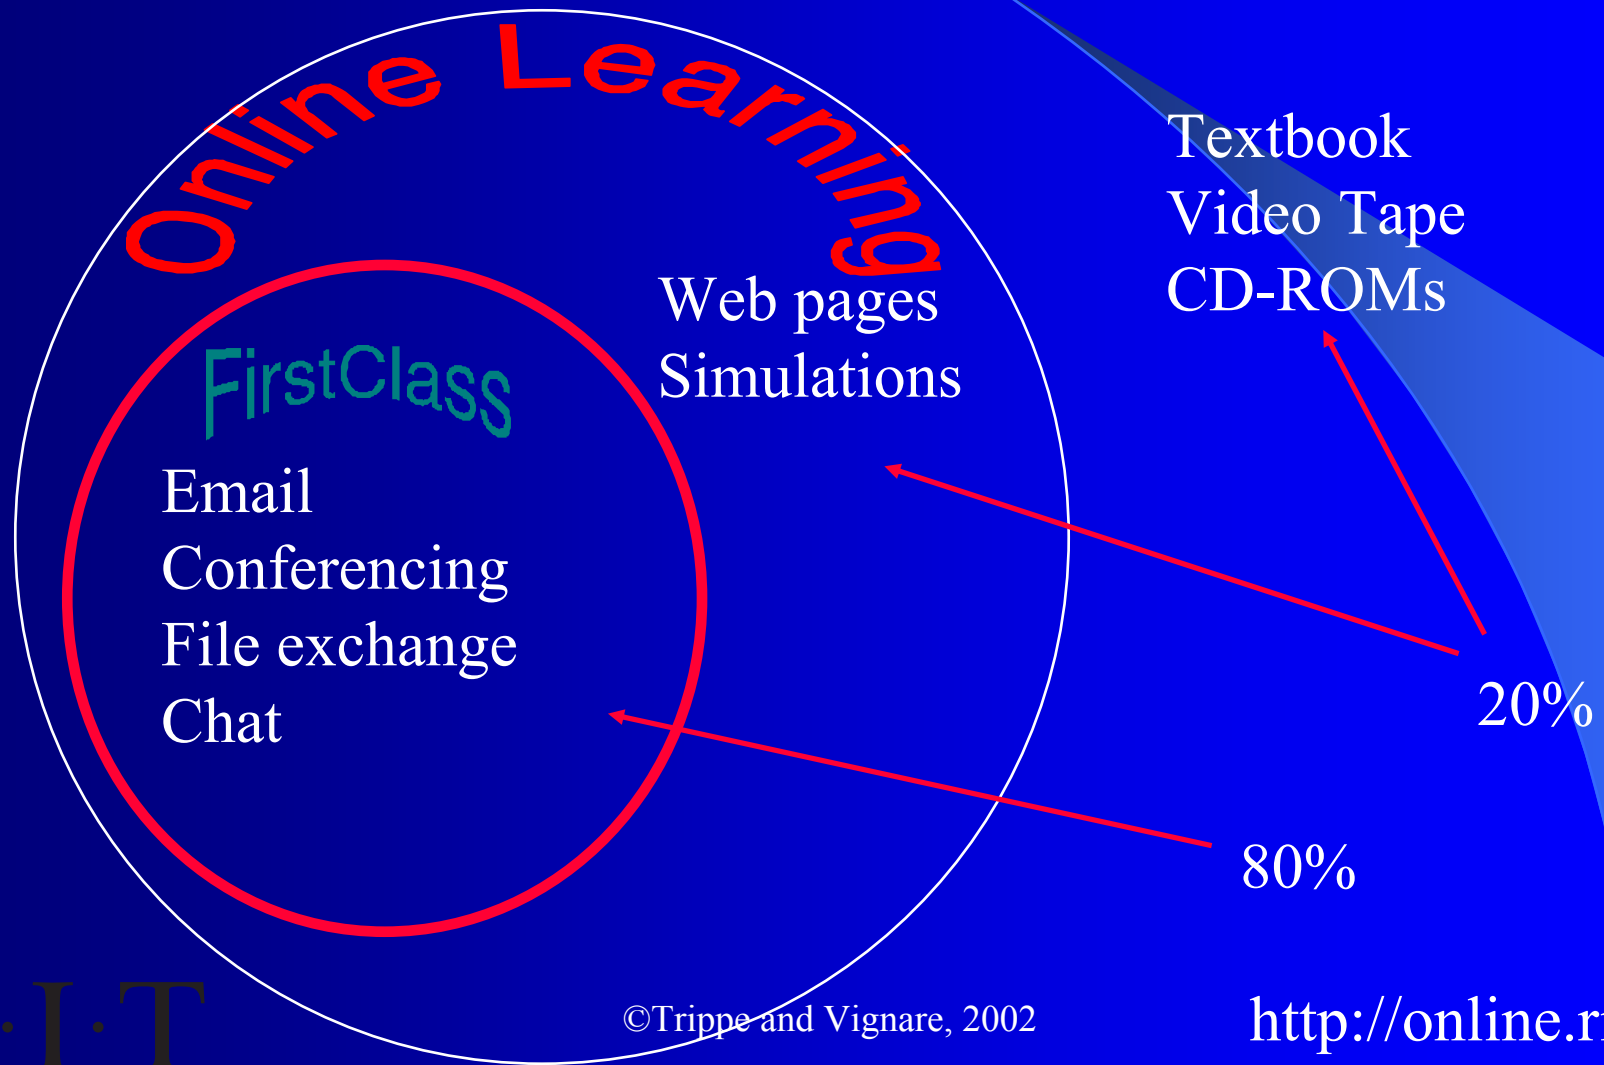 Online Learning
Textbook
Video Tape
CD-ROMs
Web pages
Simulations
FirstClass
Email
Conferencing
File exchange
Chat
20%
80%
·I·T
©Trippe and Vignare, 2002